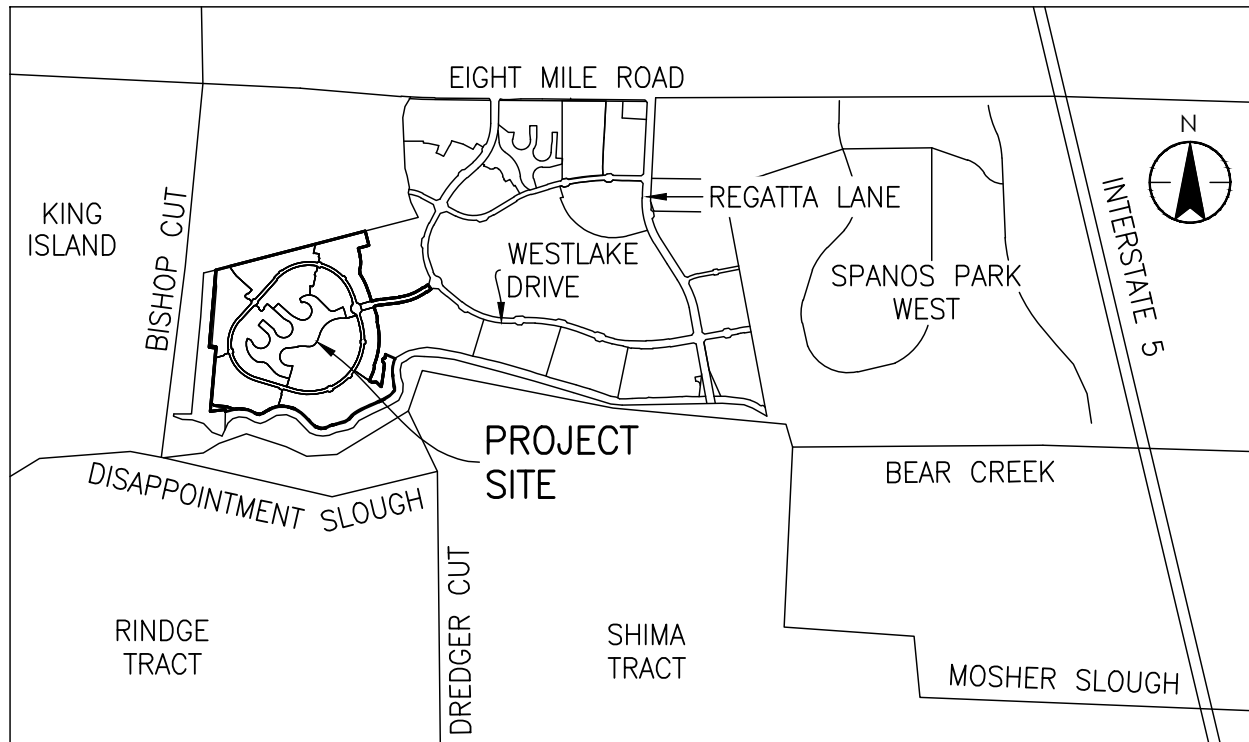 EIGHT MILE ROAD
N
KING
ISLAND
BISHOP CUT
REGATTA LANE
WESTLAKE
DRIVE
SPANOS PARK
WEST
INTERSTATE 5
PROJECT
SITE
DISAPPOINTMENT SLOUGH
BEAR CREEK
DREDGER CUT
RINDGE
TRACT
SHIMA
TRACT
MOSHER SLOUGH